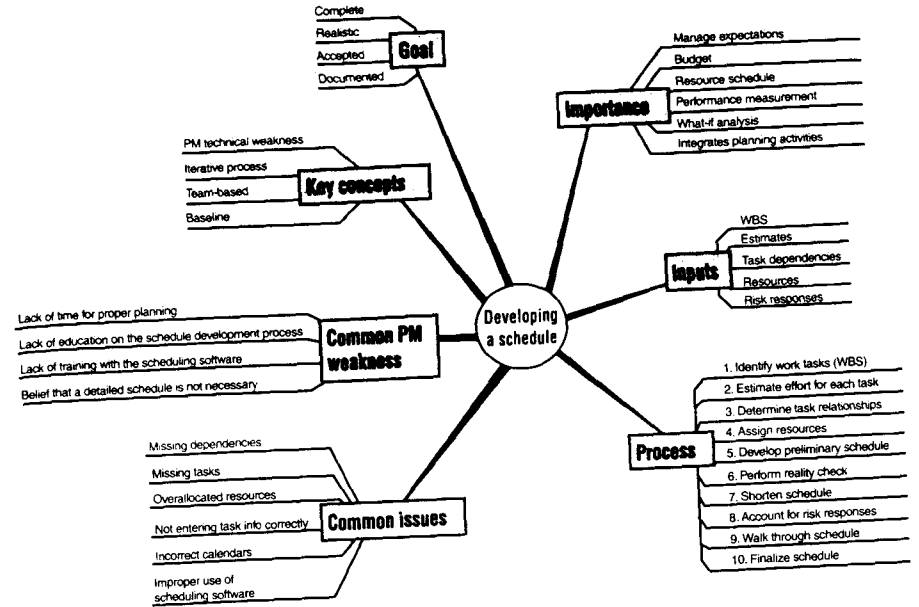 Complete
Realistic
Accepted
Documented
Goal
Manage expectations
Budget
Resource schedule
Performance measurement
What-if analysis
Integrates planning activities
Importance
PM technical weakness
Iterative process
Team-based
Baseline
Key concepts
WBS
Estimates
Task dependencies
Resources
Risk responses
Inputs
Developing
a schedule
Lack of time for proper planning
Lack of education on the schedule development process
Lack of training with the scheduling software
Belief that a detailed schedule is not necessary
Common PM
weakness
1. Identify work tasks (WBS)
2. Estimate effort for each task
3. Determine task relationships
4. Assign resources
5. Develop preliminary schedule
6. Perform reality check
7. Shorten schedule
8. Account for risk responses
9. Walk through schedule
10. Finalize schedule
Process
Missing dependencies
Missing tasks
Overallocated resources
Not entering task info correctly
Incorrect calendars
Improper use of
scheduling software
Common issues